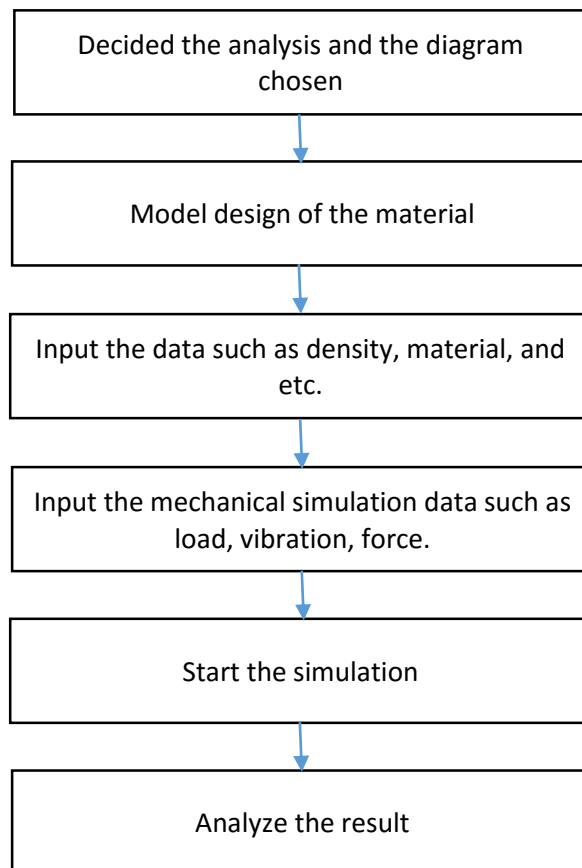 Decided the analysis and the diagram
chosen
Model design of the material
Input the data such as density, material, and
etc.
Input the mechanical simulation data such as
load, vibration, force.
Start the simulation
Analyze the result